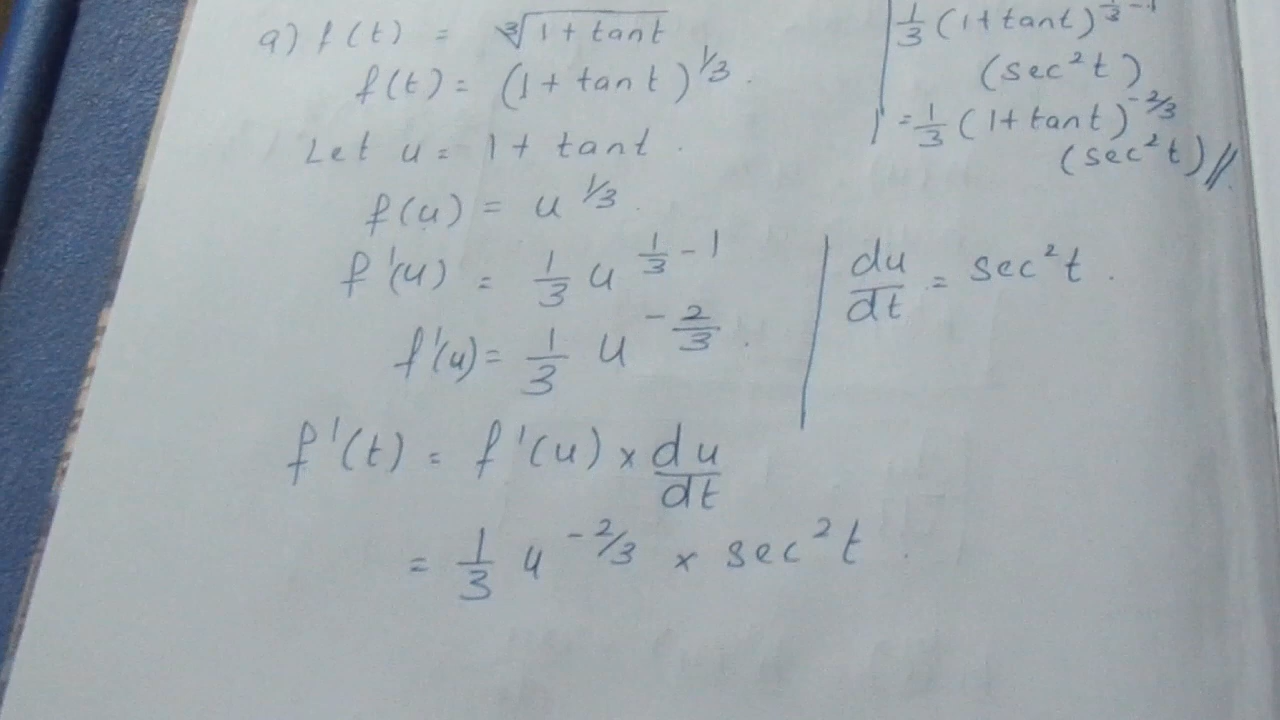 a) f(t) = ∛(1 + tant)
f(t) = (1 + tant)^1/3.
Let u = 1 + tant.
f(u) = u^1/3.
f'(u) = 1/3 u^(1/3 - 1)
f'(u) = 1/3 u^(-2/3).
du/dt = sec²t.
f'(t) = f'(u) × du/dt
= 1/3 u^(-2/3) × sec²t.
1/3 (1 + tant)^(1/3 - 1)
(sec²t)
= 1/3 (1 + tant)^(-2/3)
(sec²t)//